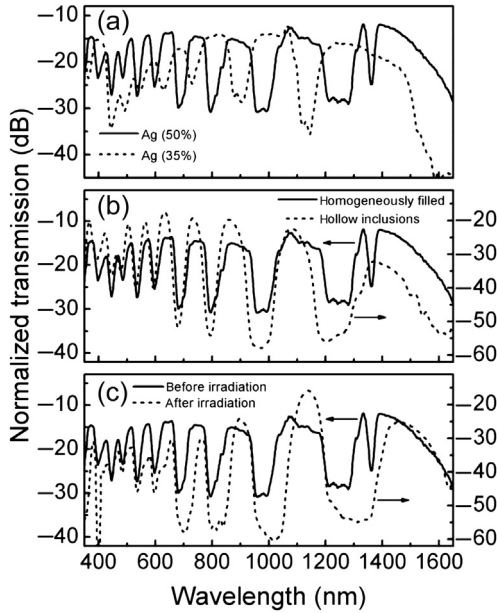 Normalized transmission (dB)
(a)
−10
−20
−30
−40
Ag (50%)
Ag (35%)
(b)
−10
−20
−30
−40
Homogeneously filled
Hollow inclusions
−20
−30
−40
−50
−60
(c)
−10
−20
−30
−40
Before irradiation
After irradiation
−20
−30
−40
−50
−60
400 600 800 1000 1200 1400 1600
Wavelength (nm)